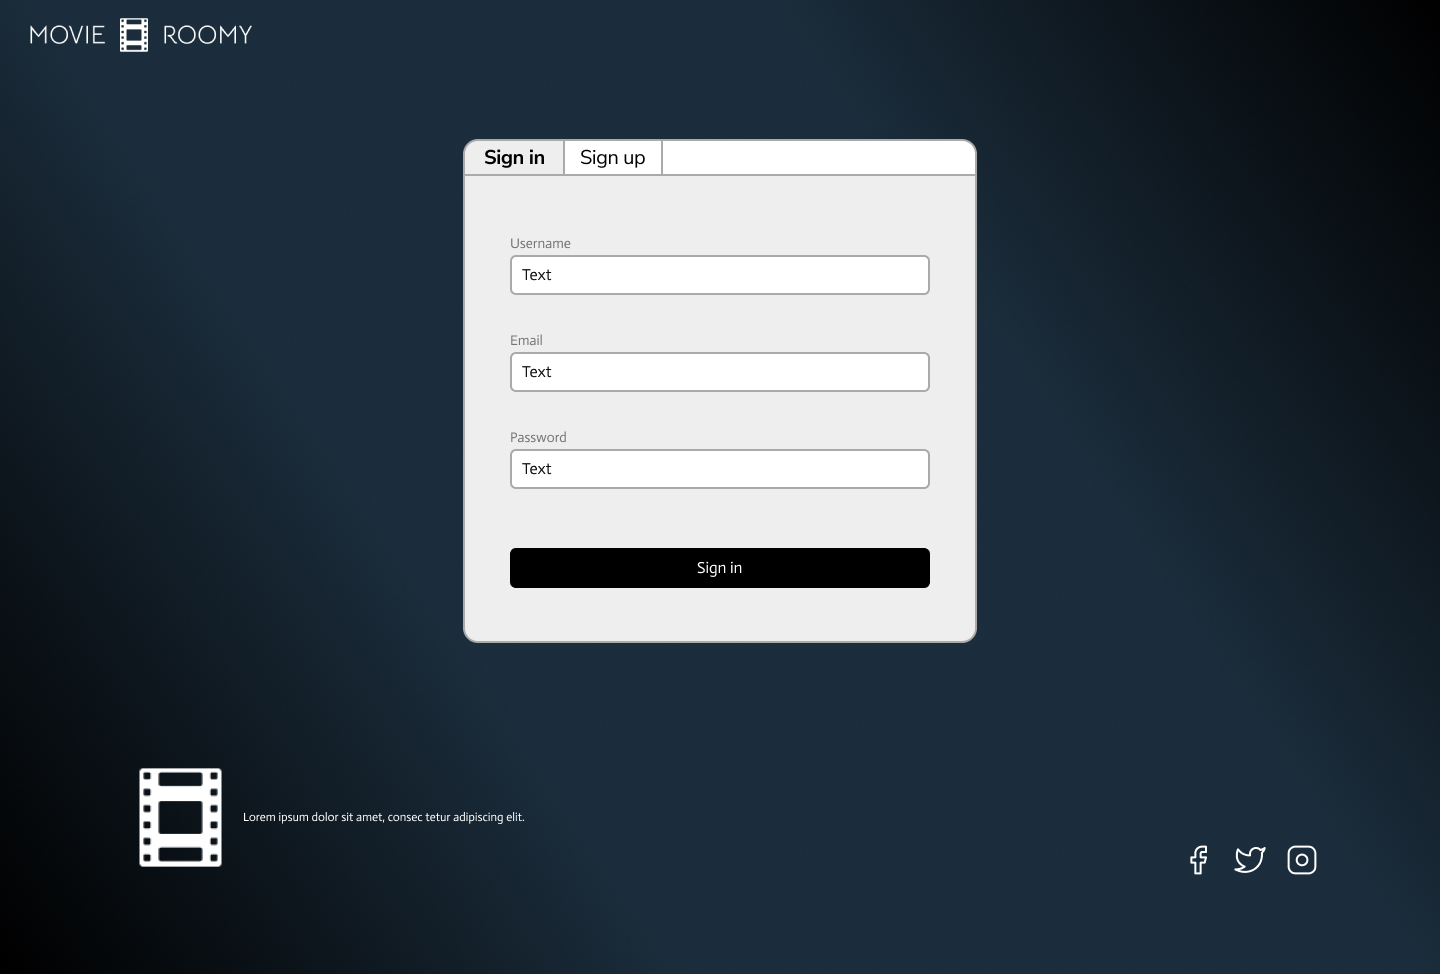 MOVIE ROOMY
Sign in
Sign up
Username
Text
Email
Text
Password
Text
Sign in
Lorem ipsum dolor sit amet, consec tetur adipiscing elit.